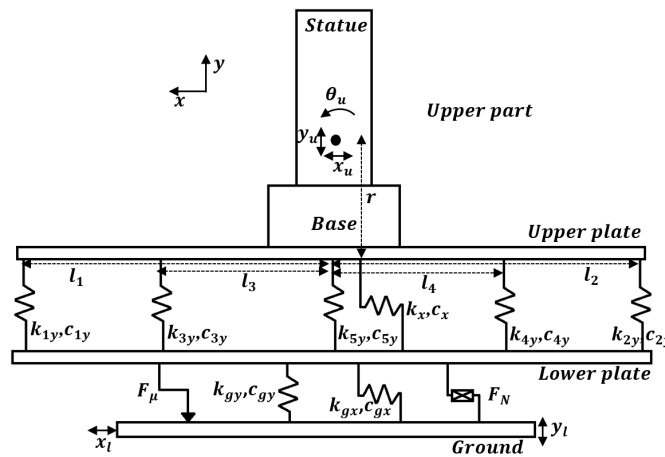 Statue
y
x
θ_u
Upper part
y_u
x_u
r
Base
Upper plate
l_1
l_3
l_4
l_2
k_x,c_x
k_1y,c_1y
k_3y,c_3y
k_5y,c_5y
k_4y,c_4y
k_2y,c_2y
Lower plate
F_μ
k_gy,c_gy
k_gx,c_gx
F_N
x_l
y_l
Ground